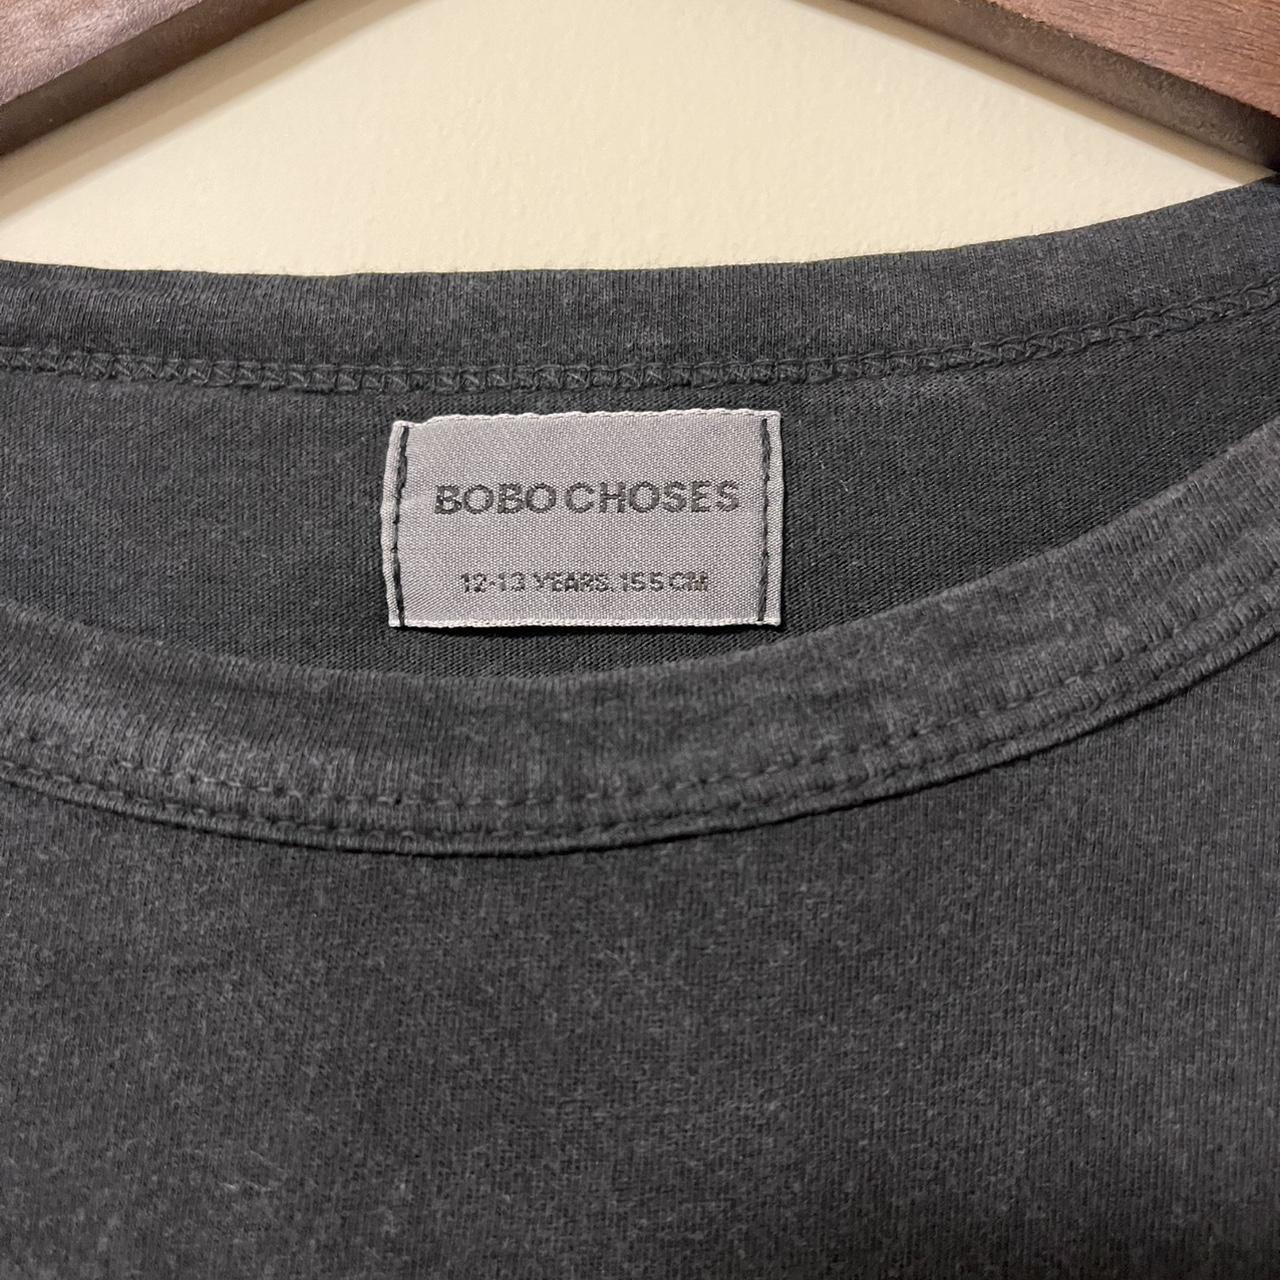 BOBO CHOSES
12-13 YEARS. 155 CM